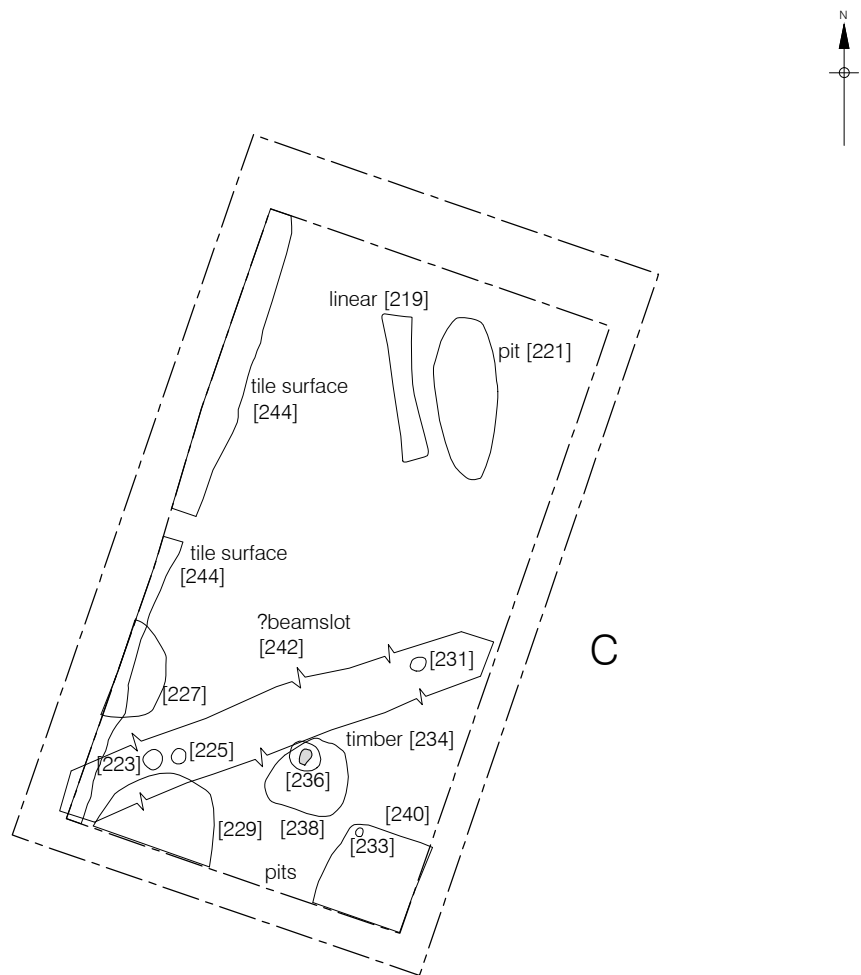 N
linear [219]
pit [221]
tile surface
[244]
tile surface
[244]
?beamslot
[242]
C
[231]
[227]
timber [234]
[223]
[225]
[236]
[240]
[229]
[238]
[233]
pits